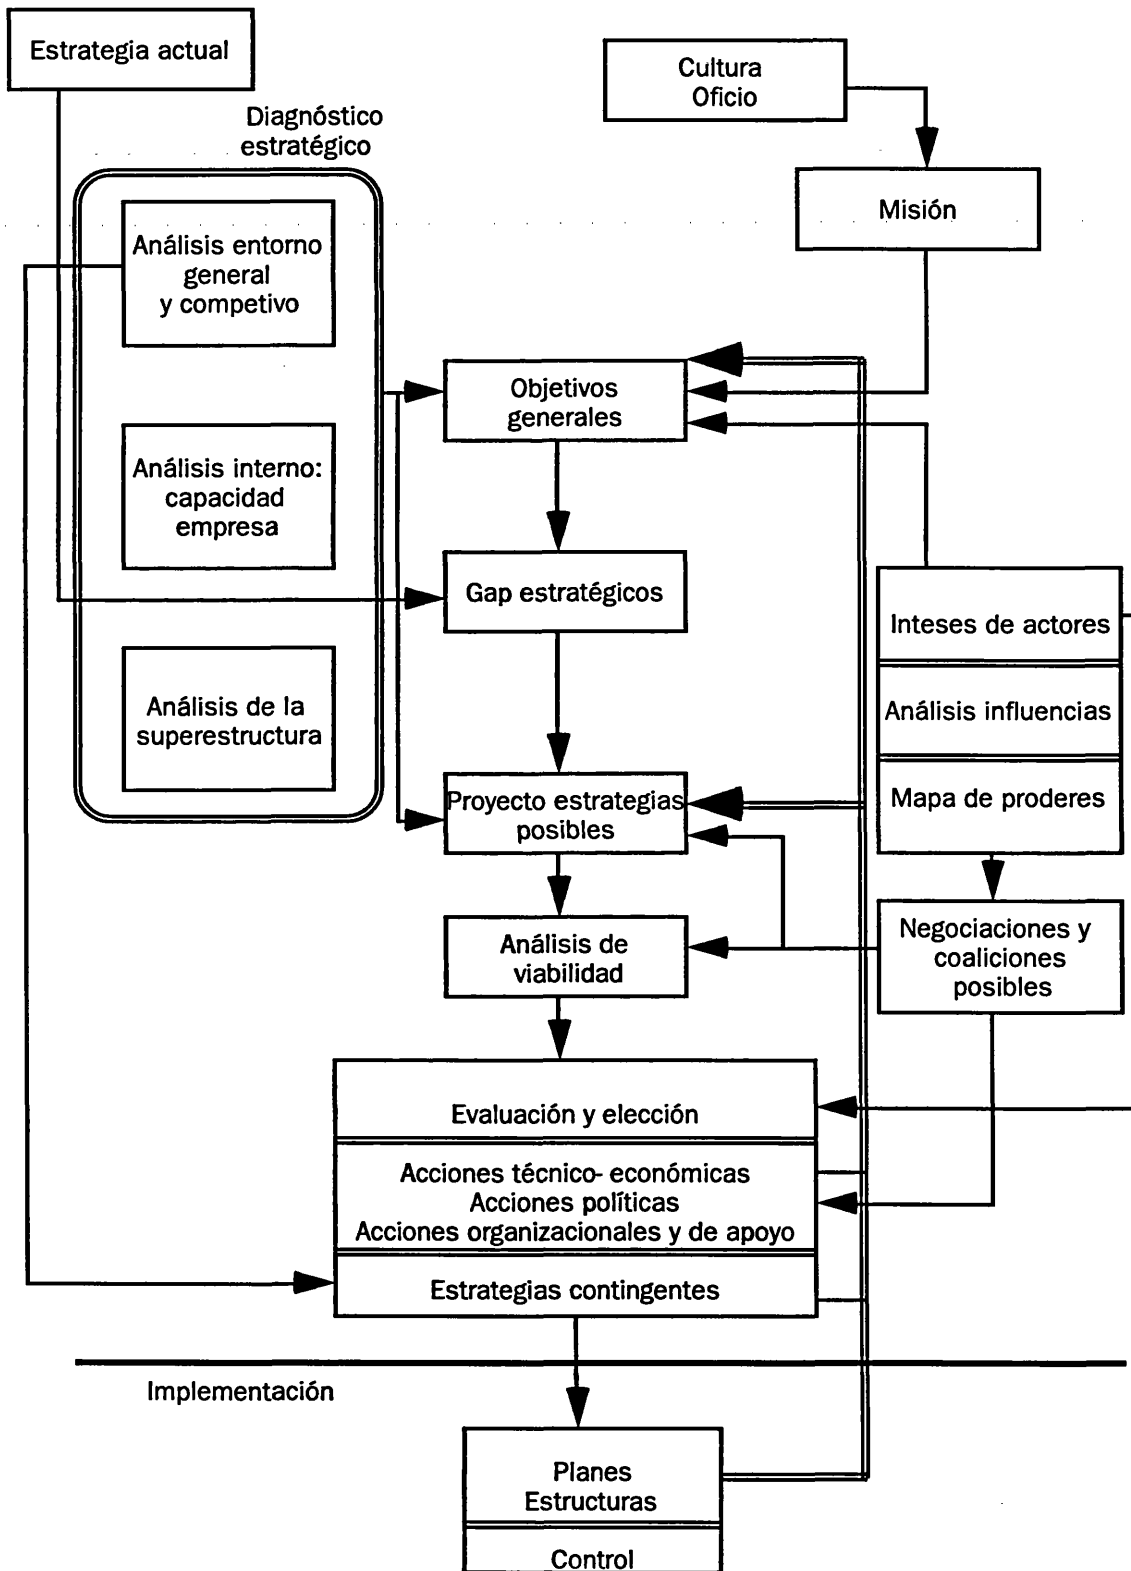 Estrategia actual
Cultura
Oficio
Diagnóstico
estratégico
Misión
Análisis entorno
general
y competivo
Objetivos
generales
Análisis interno:
capacidad
empresa
Gap estratégicos
Inteses de actores
Análisis influencias
Mapa de proderes
Análisis de la
superestructura
Proyecto estrategias
posibles
Negociaciones y
coaliciones
posibles
Análisis de
viabilidad
Evaluación y elección
Acciones técnico- económicas
Acciones políticas
Acciones organizacionales y de apoyo
Estrategias contingentes
Implementación
Planes
Estructuras
Control